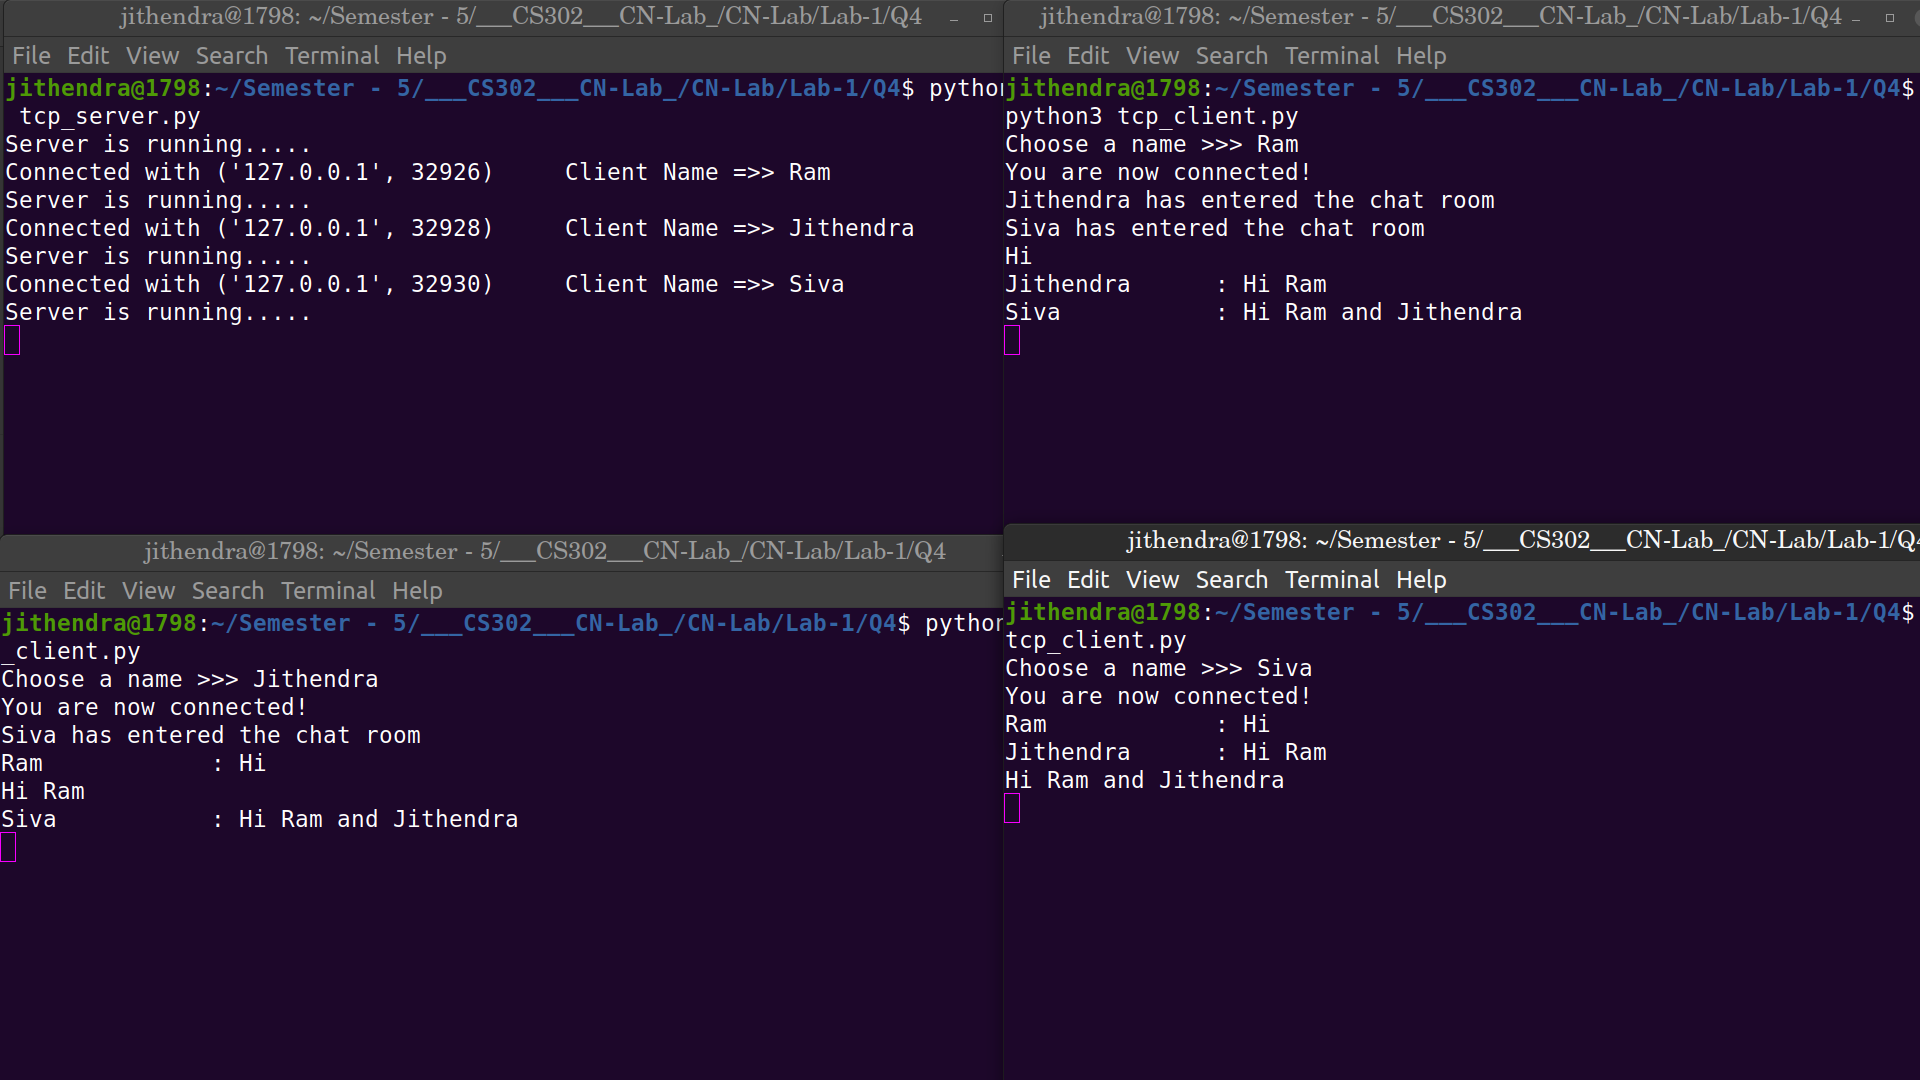 jithendra@1798: ~/Semester - 5/___CS302___CN-Lab_/CN-Lab/Lab-1/Q4
File Edit View Search Terminal Help
jithendra@1798:~/Semester - 5/___CS302___CN-Lab_/CN-Lab/Lab-1/Q4$ python
tcp_server.py
Server is running.....
Connected with ('127.0.0.1', 32926)     Client Name =>> Ram
Server is running.....
Connected with ('127.0.0.1', 32928)     Client Name =>> Jithendra
Server is running.....
Connected with ('127.0.0.1', 32930)     Client Name =>> Siva
Server is running.....
jithendra@1798: ~/Semester - 5/___CS302___CN-Lab_/CN-Lab/Lab-1/Q4
File Edit View Search Terminal Help
jithendra@1798:~/Semester - 5/___CS302___CN-Lab_/CN-Lab/Lab-1/Q4$
python3 tcp_client.py
Choose a name >>> Ram
You are now connected!
Jithendra has entered the chat room
Siva has entered the chat room
Hi
Jithendra      : Hi Ram
Siva           : Hi Ram and Jithendra
jithendra@1798: ~/Semester - 5/___CS302___CN-Lab_/CN-Lab/Lab-1/Q4
File Edit View Search Terminal Help
jithendra@1798:~/Semester - 5/___CS302___CN-Lab_/CN-Lab/Lab-1/Q4$ python
_client.py
Choose a name >>> Jithendra
You are now connected!
Siva has entered the chat room
Ram            : Hi
Hi Ram
Siva           : Hi Ram and Jithendra
jithendra@1798: ~/Semester - 5/___CS302___CN-Lab_/CN-Lab/Lab-1/Q4
File Edit View Search Terminal Help
jithendra@1798:~/Semester - 5/___CS302___CN-Lab_/CN-Lab/Lab-1/Q4$
tcp_client.py
Choose a name >>> Siva
You are now connected!
Ram            : Hi
Jithendra      : Hi Ram
Hi Ram and Jithendra